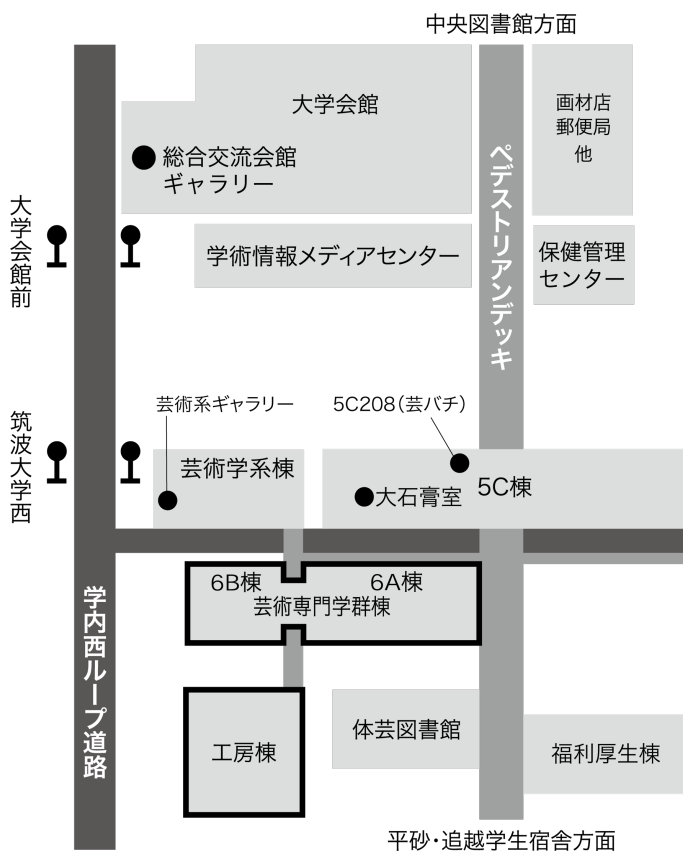 中央図書館方面
大学会館
画材店
郵便局
他
総合交流会館
ギャラリー
ペデストリアンデッキ
大学会館前
学術情報メディアセンター
保健管理
センター
芸術系ギャラリー
5C208(芸バチ)
筑波大学西
芸術学系棟
5C棟
大石膏室
6B棟
6A棟
芸術専門学群棟
学内西ループ道路
工房棟
体芸図書館
福利厚生棟
平砂・追越学生宿舎方面